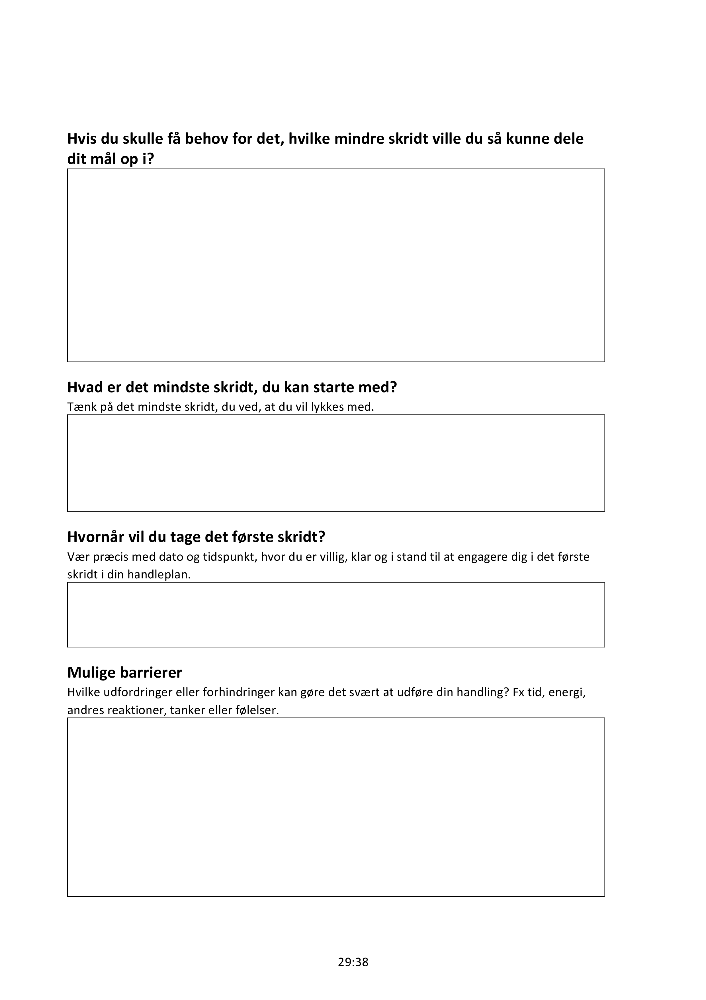 Hvis du skulle få behov for det, hvilke mindre skridt ville du så kunne dele
dit mål op i?
Hvad er det mindste skridt, du kan starte med?
Tænk på det mindste skridt, du ved, at du vil lykkes med.
Hvornår vil du tage det første skridt?
Vær præcis med dato og tidspunkt, hvor du er villig, klar og i stand til at engagere dig i det første
skridt i din handleplan.
Mulige barrierer
Hvilke udfordringer eller forhindringer kan gøre det svært at udføre din handling? Fx tid, energi,
andres reaktioner, tanker eller følelser.
29:38